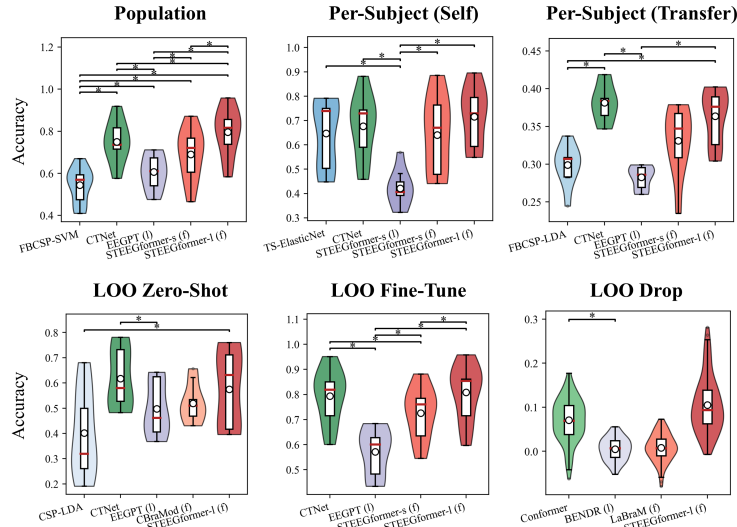 Population
Per-Subject (Self)
Per-Subject (Transfer)
Accuracy
1.2
1.0
0.8
0.6
0.4
* * * * * * *
FBCSP-SVM
CTNet
EEGPT (l)
STEEGformer-s (f)
STEEGformer-l (f)
1.0
0.9
0.8
0.7
0.6
0.5
0.4
0.3
* * * *
TS-ElasticNet
CTNet
STEEGformer-s (l)
STEEGformer-s (f)
STEEGformer-l (f)
0.45
0.40
0.35
0.30
0.25
* * * *
FBCSP-LDA
CTNet
EEGPT (l)
STEEGformer-s (f)
STEEGformer-l (f)
LOO Zero-Shot
LOO Fine-Tune
LOO Drop
Accuracy
0.8
0.7
0.6
0.5
0.4
0.3
0.2
* *
CSP-LDA
CTNet
EEGPT (l)
CBraMod (f)
STEEGformer-l (f)
1.1
1.0
0.9
0.8
0.7
0.6
0.5
* * * *
CTNet
EEGPT (l)
STEEGformer-s (f)
STEEGformer-l (f)
0.3
0.2
0.1
0.0
*
Conformer
BENDR (l)
LaBraM (f)
STEEGformer-l (f)